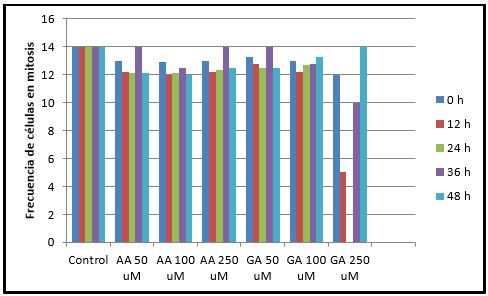 Frecuencia de células en mitosis
16
14
12
10
8
6
4
2
0
Control
AA 50 uM
AA 100 uM
AA 250 uM
GA 50 uM
GA 100 uM
GA 250 uM
0 h
12 h
24 h
36 h
48 h